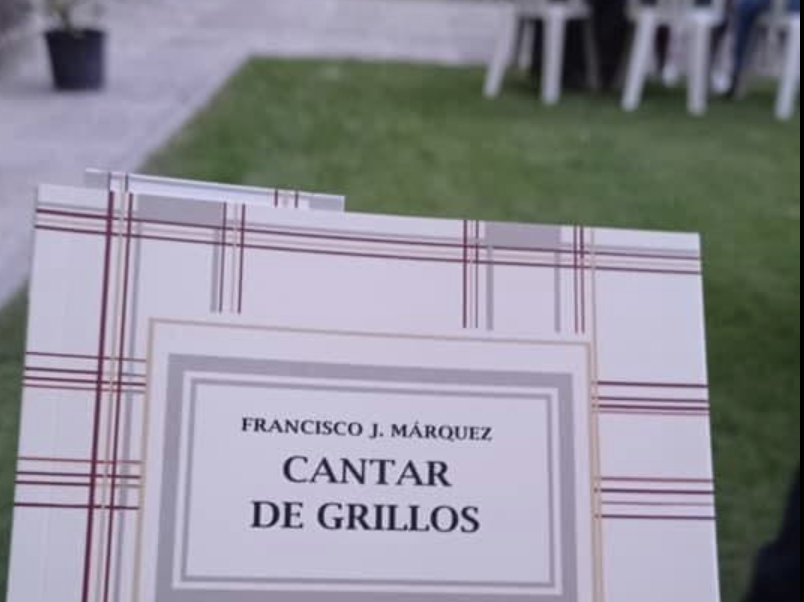 FRANCISCO J. MÁRQUEZ
CANTAR
DE GRILLOS